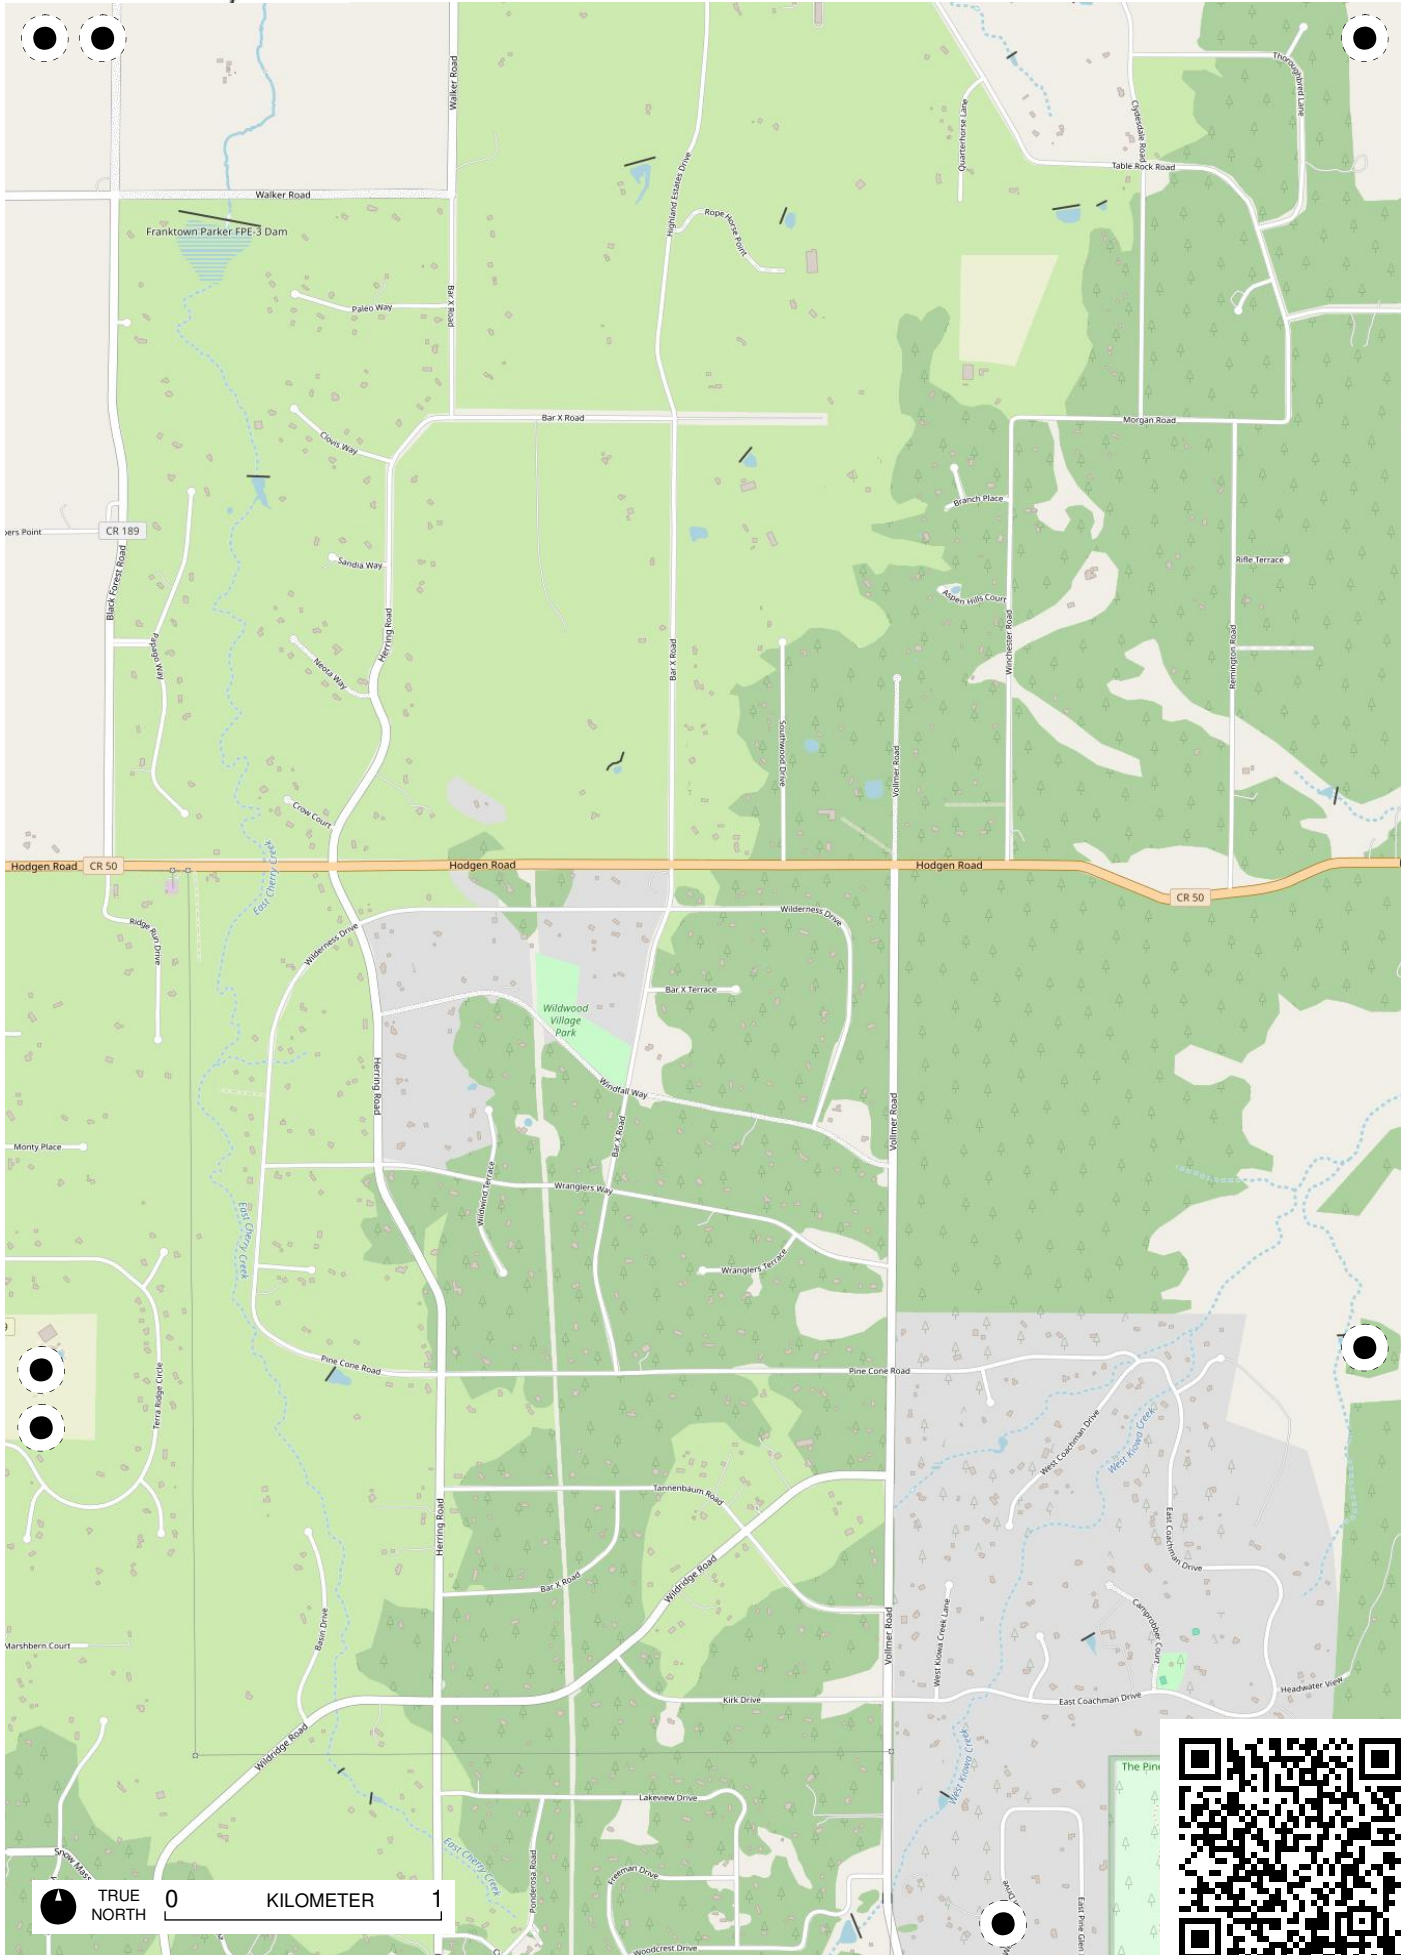 Walker Road
Thoroughbred Lane
Quarterhorse Lane
Clydesdale Road
Highland Estates Drive
Table Rock Road
Walker Road
Rope Horse Point
Franktown Parker FPE-3 Dam
Paleo Way
Bar X Road
Bar X Road
Morgan Road
Clovis Way
Branch Place
CR 189
Black Forest Road
Sandia Way
Rifle Terrace
Aspen Hills Court
Herring Road
Papago Way
Neota Way
Bar X Road
Winchester Road
Remington Road
Southwood Drive
Vollmer Road
Crow Court
Hodgen Road
CR 50
Hodgen Road
Hodgen Road
CR 50
East Cherry Creek
Ridge Run Drive
Wilderness Drive
Wilderness Drive
Bar X Terrace
Wildwood
Village
Park
Herring Road
Windfall Way
Vollmer Road
Bar X Road
Monty Place
Wildwind Terrace
Wranglers Way
East Cherry Creek
Wranglers Terrace
Pine Cone Road
Pine Cone Road
Terra Ridge Circle
West Coachman Drive
West Kiowa Creek
Tannenbaum Road
Herring Road
East Coachman Drive
Bar X Road
Wildridge Road
Basin Drive
Vollmer Road
West Kiowa Creek Lane
Camprobber Court
Marshbern Court
Headwater View
Kirk Drive
East Coachman Drive
Wildridge Road
West Kiowa Creek
Lakeview Drive
East Cherry Creek
Ponderosa Road
Freeman Drive
Woodcrest Drive
TRUE
NORTH
0 KILOMETER 1